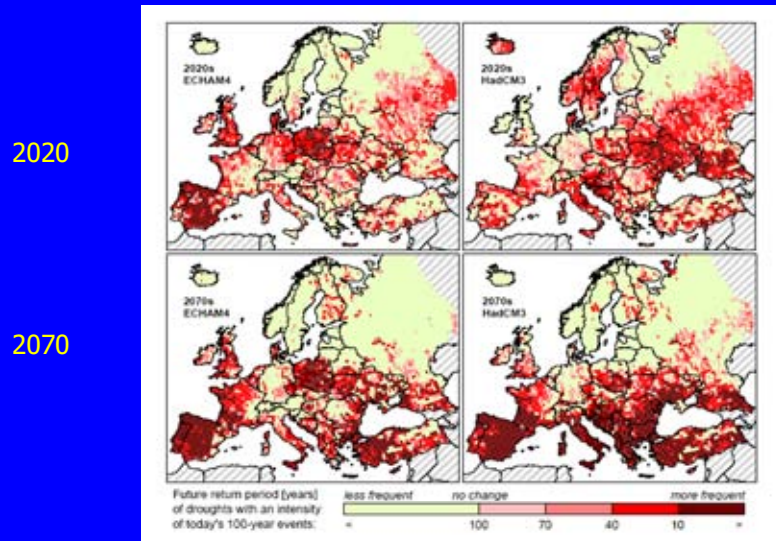 2020
2020s
ECHAM4
2020s
HadCM3
2070
2070s
ECHAM4
2070s
HadCM3
Future return period [years]
of droughts with an intensity
of today's 100-year events:
less frequent no change more frequent
100 70 40 10